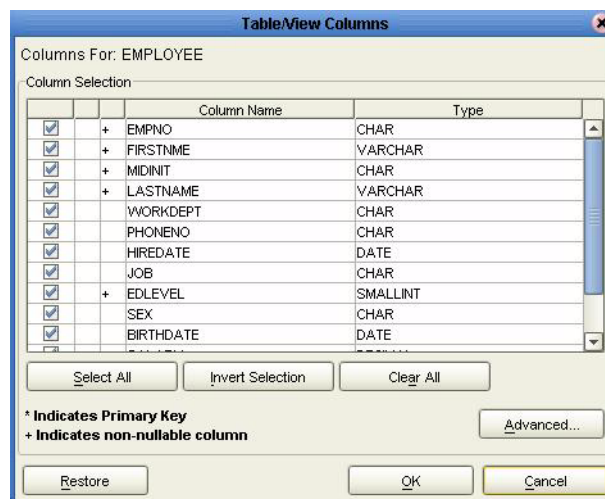 Table/View Columns
Columns For: EMPLOYEE
Column Selection
Column Name Type
+ EMPNO CHAR
+ FIRSTNME VARCHAR
+ MIDINIT CHAR
+ LASTNAME VARCHAR
WORKDEPT CHAR
PHONENO CHAR
HIREDATE DATE
JOB CHAR
+ EDLEVEL SMALLINT
SEX CHAR
BIRTHDATE DATE
Select All Invert Selection Clear All
* Indicates Primary Key
+ Indicates non-nullable column
Advanced...
Restore OK Cancel